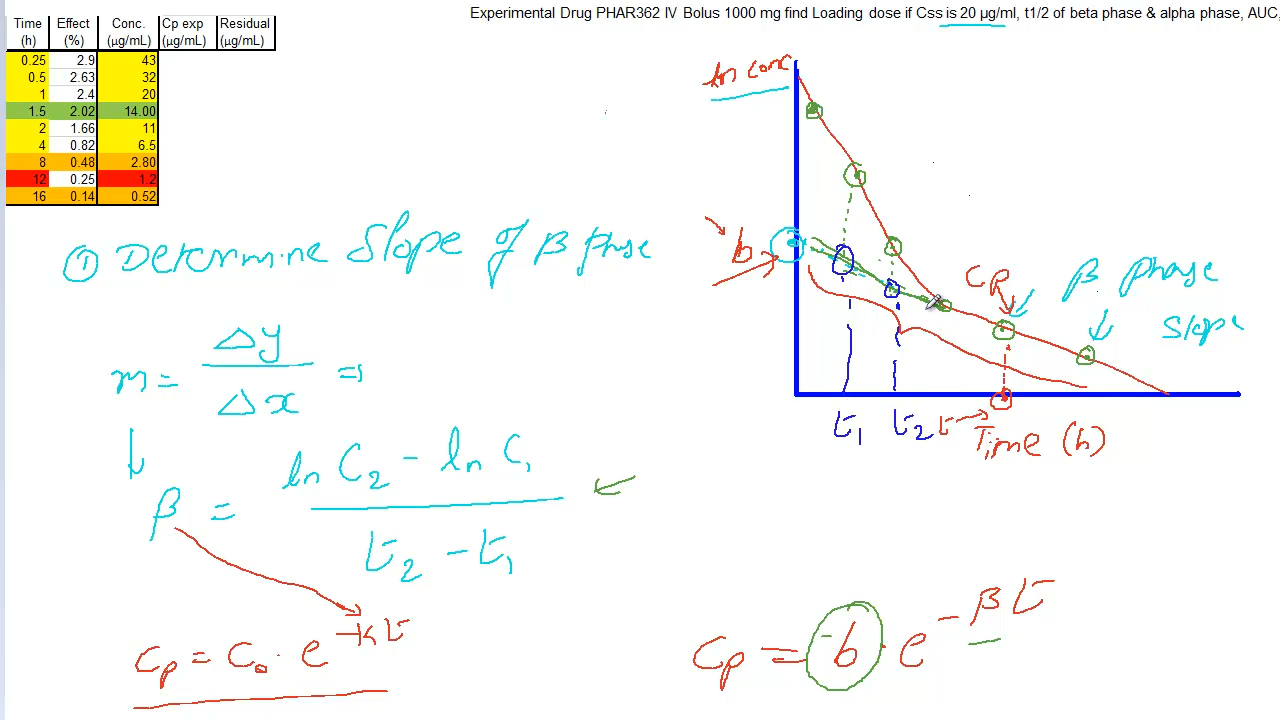 Experimental Drug PHAR362 IV Bolus 1000 mg find Loading dose if Css is 20 µg/ml, t1/2 of beta phase & alpha phase, AUC,
Time (h) Effect (%) Conc. (µg/mL) Cp exp (µg/mL) Residual (µg/mL)
0.25 2.9 43
0.5 2.63 32
1 2.4 20
1.5 2.02 14.00
2 1.66 11
4 0.82 6.5
8 0.48 2.80
12 0.25 1.2
16 0.14 0.52
ln conc
b
CP
β phase
slope
t1 t2 t → Time (h)
① Determine slope of β phase
m = Δy / Δx ⇒
β = ln C2 - ln C1 / t2 - t1
Cp = C0 · e -kt
Cp = b · e -βt